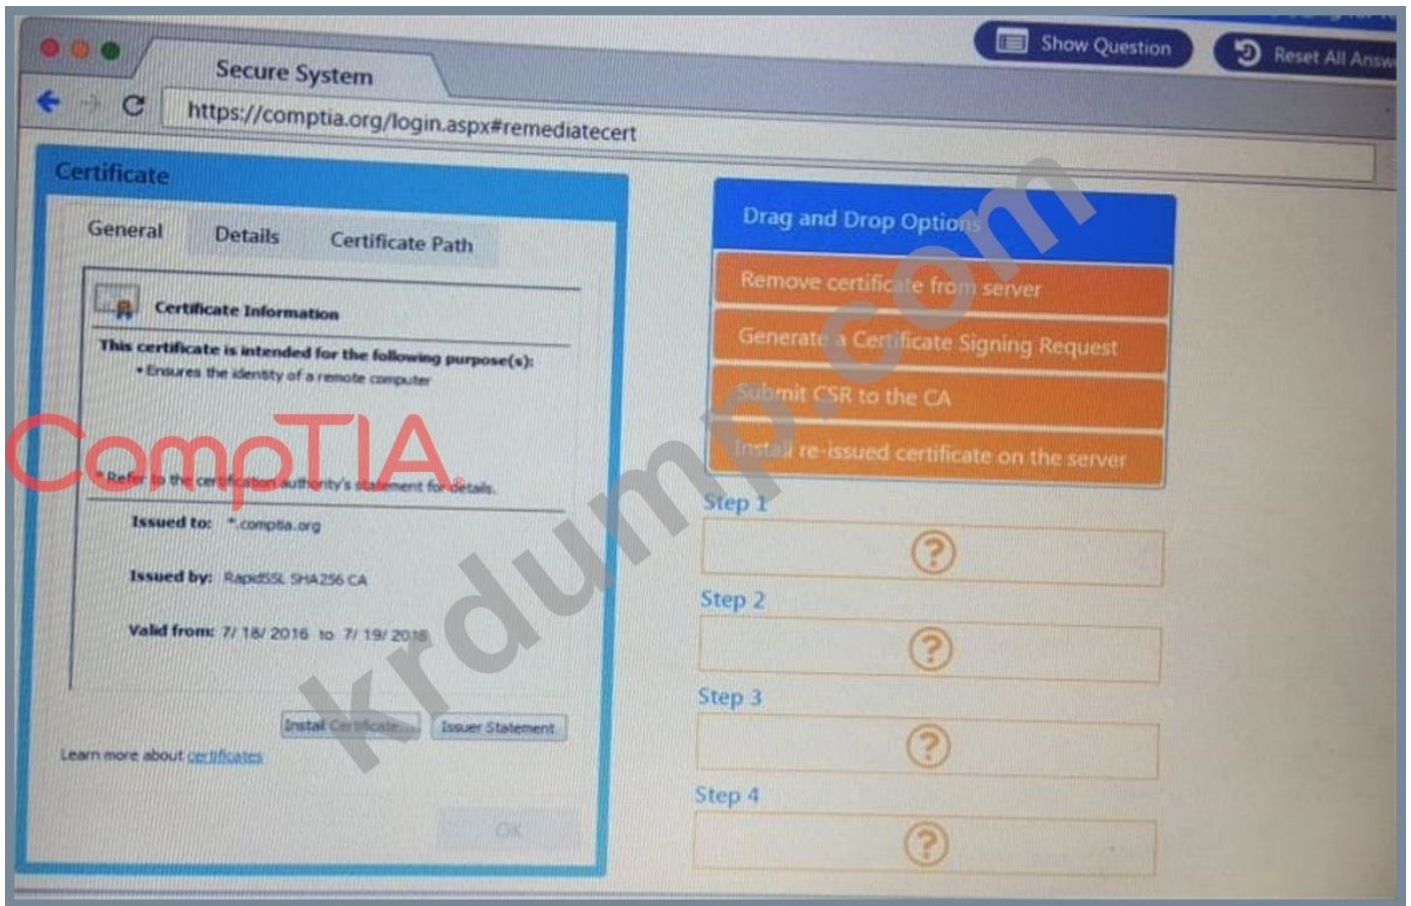 Show Question
Reset All Answ
Secure System
https://comptia.org/login.aspx#remediatecert
Certificate
General
Details
Certificate Path
Certificate Information
This certificate is intended for the following purpose(s):
• Ensures the identity of a remote computer
CompTIA
* Refer to the certification authority's statement for details.
Issued to: *.comptia.org
Issued by: RapidSSL SHA256 CA
Valid from: 7/ 18/ 2016 to 7/ 19/ 2018
Install Certificate...
Issuer Statement
Learn more about certificates
OK
Drag and Drop Options
Remove certificate from server
Generate a Certificate Signing Request
Submit CSR to the CA
Install re-issued certificate on the server
Step 1
?
Step 2
?
Step 3
?
Step 4
?
krdump.com